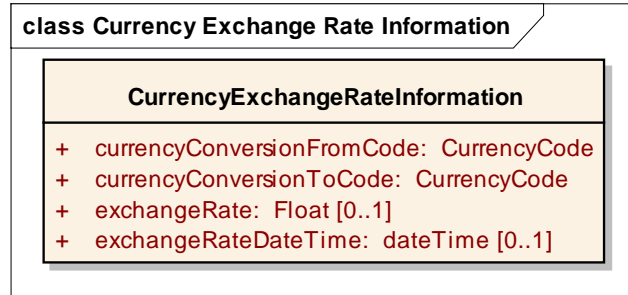 class Currency Exchange Rate Information
CurrencyExchangeRateInformation
+ currencyConversionFromCode: CurrencyCode
+ currencyConversionToCode: CurrencyCode
+ exchangeRate: Float [0..1]
+ exchangeRateDateTime: dateTime [0..1]